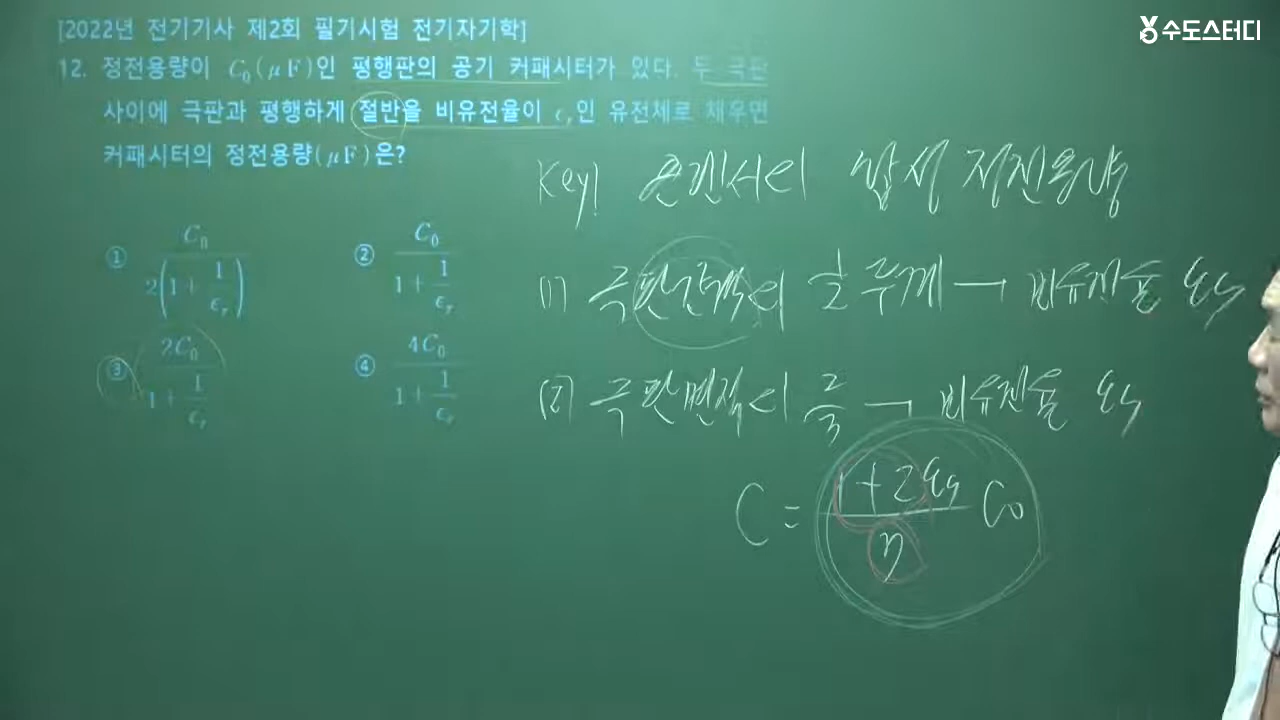 [2022년 전기기사 제2회 필기시험 전기자기학]
수도스터디
12. 정전용량이 C₀(μF)인 평행판의 공기 커패시터가 있다. 두 극판
사이에 극판과 평행하게 절반을 비유전율이 εᵣ인 유전체로 채우면
커패시터의 정전용량(μF)은?
① C₀ / 2(1 + 1/εᵣ)
② C₀ / (1 + 1/εᵣ)
③ 2C₀ / (1 + 1/εᵣ)
④ 4C₀ / (1 + 1/εᵣ)
Key! 콘덴서의 합성 정전용량
(1) 극판간격의 1/2 두께 → 비유전율 εs
(2) 극판면적의 2/3 → 비유전율 εs
C = (1+2εs)/3 C₀